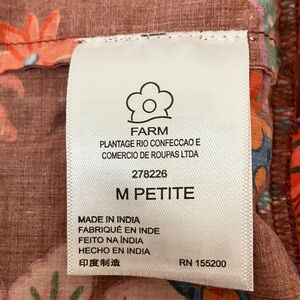 FARM
PLANTAGE RIO CONFECCAO E
COMERCIO DE ROUPAS LTDA
278226
M PETITE
MADE IN INDIA
FABRIQUÉ EN INDE
FEITO NA ÍNDIA
HECHO EN INDIA
印度制造
RN 155200